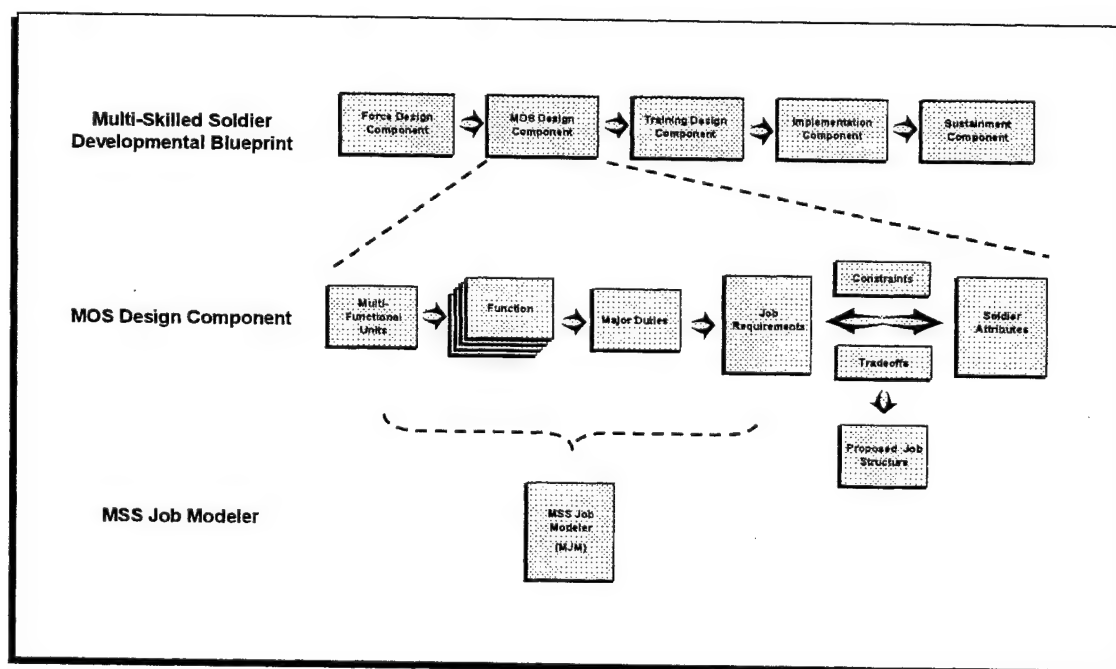 Multi-Skilled Soldier
Developmental Blueprint
Force Design
Component
MOS Design
Component
Training Design
Component
Implementation
Component
Sustainment
Component
MOS Design Component
Multi-
Functional
Units
Function
Major Duties
Job
Requirements
Constraints
Tradeoffs
Soldier
Attributes
Proposed Job
Structure
MSS Job Modeler
MSS Job
Modeler
(MJM)